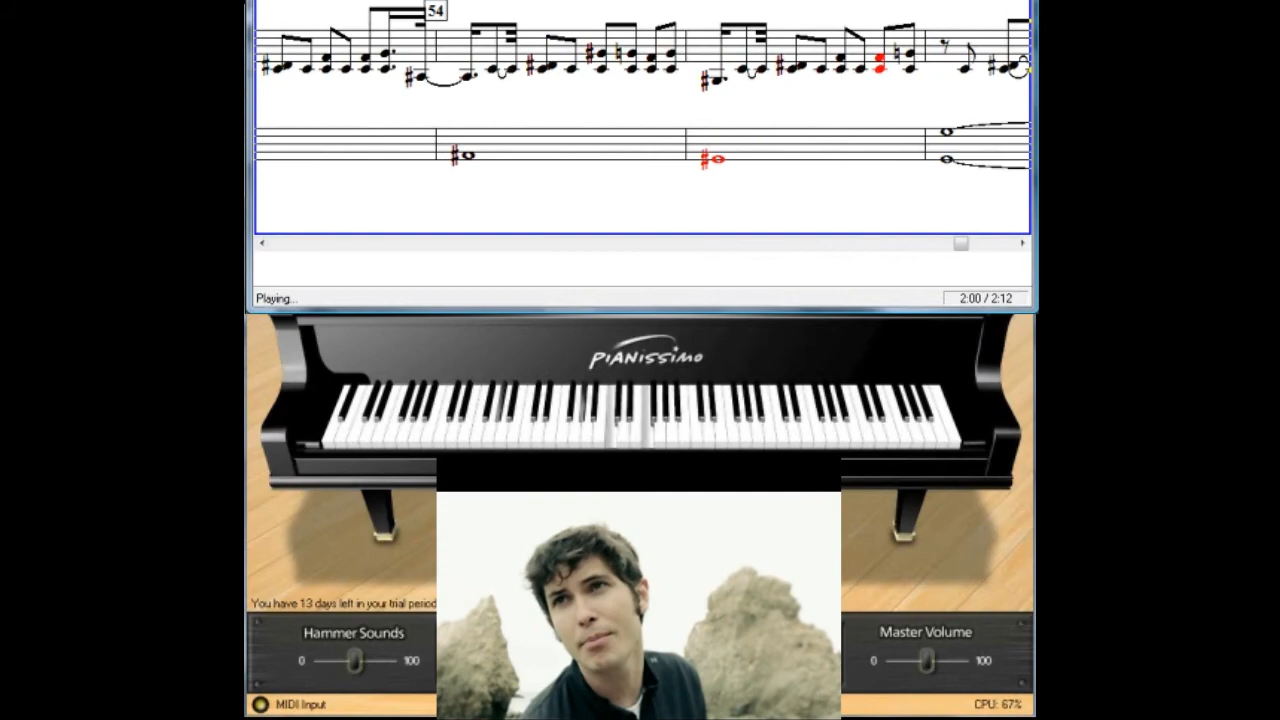 54
Playing...
2:00 / 2:12
PIANISSIMO
You have 13 days left in your trial period
Hammer Sounds
0 100
Master Volume
0 100
MIDI Input
CPU: 67%